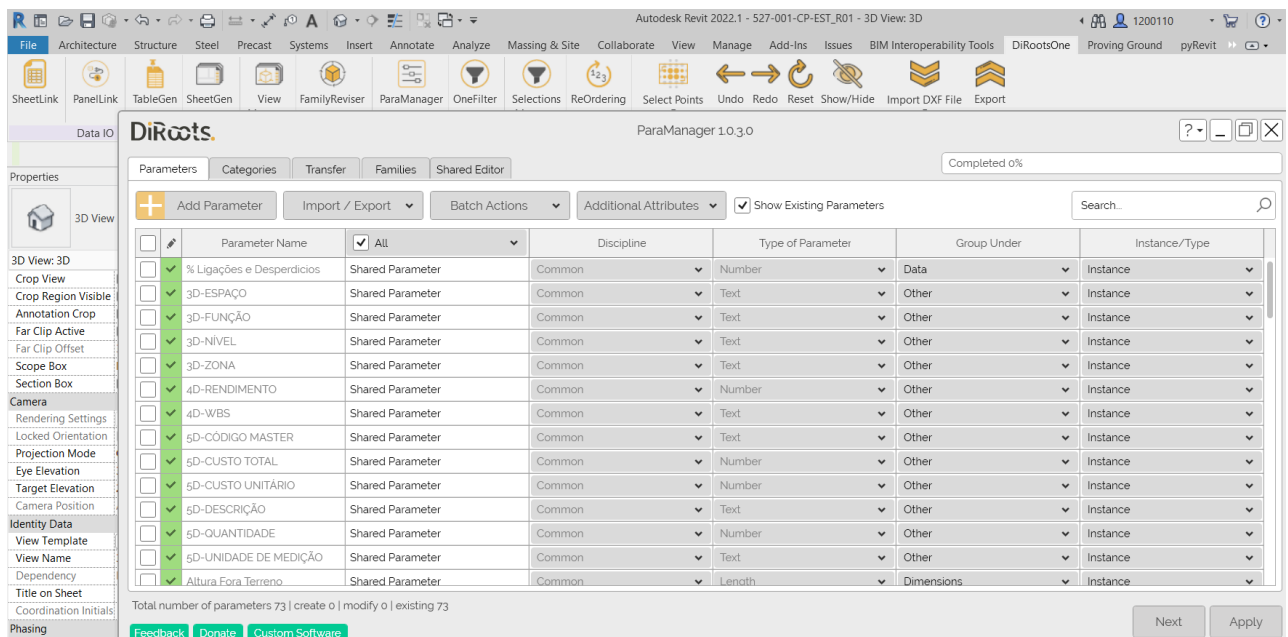 Autodesk Revit 2022.1 - 527-001-CP-EST_R01 - 3D View: 3D
1200110
File Architecture Structure Steel Precast Systems Insert Annotate Analyze Massing & Site Collaborate View Manage Add-Ins Issues BIM Interoperability Tools DiRootsOne Proving Ground pyRevit
SheetLink PanelLink TableGen SheetGen View FamilyReviser ParaManager OneFilter Selections ReOrdering Select Points Undo Redo Reset Show/Hide Import DXF File Export
Data IO
DiRoots.
ParaManager 1.0.3.0
Properties
3D View
3D View: 3D
Crop View
Crop Region Visible
Annotation Crop
Far Clip Active
Far Clip Offset
Scope Box
Section Box
Camera
Rendering Settings
Locked Orientation
Projection Mode
Eye Elevation
Target Elevation
Camera Position
Identity Data
View Template
View Name
Dependency
Title on Sheet
Coordination Initials
Phasing
Parameters Categories Transfer Families Shared Editor
Completed 0%
Add Parameter Import / Export Batch Actions Additional Attributes Show Existing Parameters Search...
Parameter Name All Discipline Type of Parameter Group Under Instance/Type
% Ligações e Desperdicios Shared Parameter Common Number Data Instance
3D-ESPAÇO Shared Parameter Common Text Other Instance
3D-FUNÇÃO Shared Parameter Common Text Other Instance
3D-NÍVEL Shared Parameter Common Text Other Instance
3D-ZONA Shared Parameter Common Text Other Instance
4D-RENDIMENTO Shared Parameter Common Number Other Instance
4D-WBS Shared Parameter Common Text Other Instance
5D-CÓDIGO MASTER Shared Parameter Common Text Other Instance
5D-CUSTO TOTAL Shared Parameter Common Number Other Instance
5D-CUSTO UNITÁRIO Shared Parameter Common Number Other Instance
5D-DESCRIÇÃO Shared Parameter Common Text Other Instance
5D-QUANTIDADE Shared Parameter Common Number Other Instance
5D-UNIDADE DE MEDIÇÃO Shared Parameter Common Text Other Instance
Altura Fora Terreno Shared Parameter Common Length Dimensions Instance
Total number of parameters 73 | create 0 | modify 0 | existing 73
Feedback Donate Custom Software
Next Apply